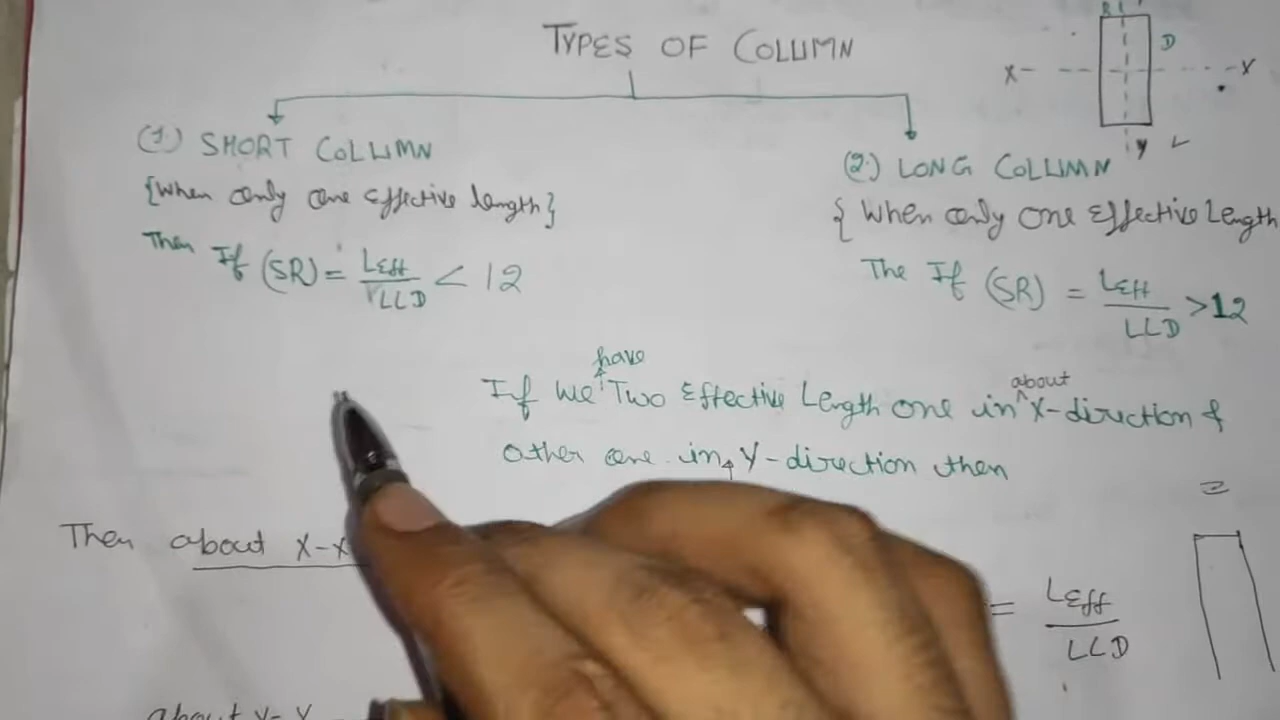 TYPES OF COLUMN
D
X
X
y
(1.) SHORT COLUMN
{When only one effective length}
Then If (SR) = LEff / LLD < 12
(2.) LONG COLUMN
{ When only one Effective Length
The If (SR) = LEff / LLD > 12
have
If we Two Effective Length one in X-direction &
about
other one in Y-direction then
Then about X-X
= LEff / LLD
about Y-Y